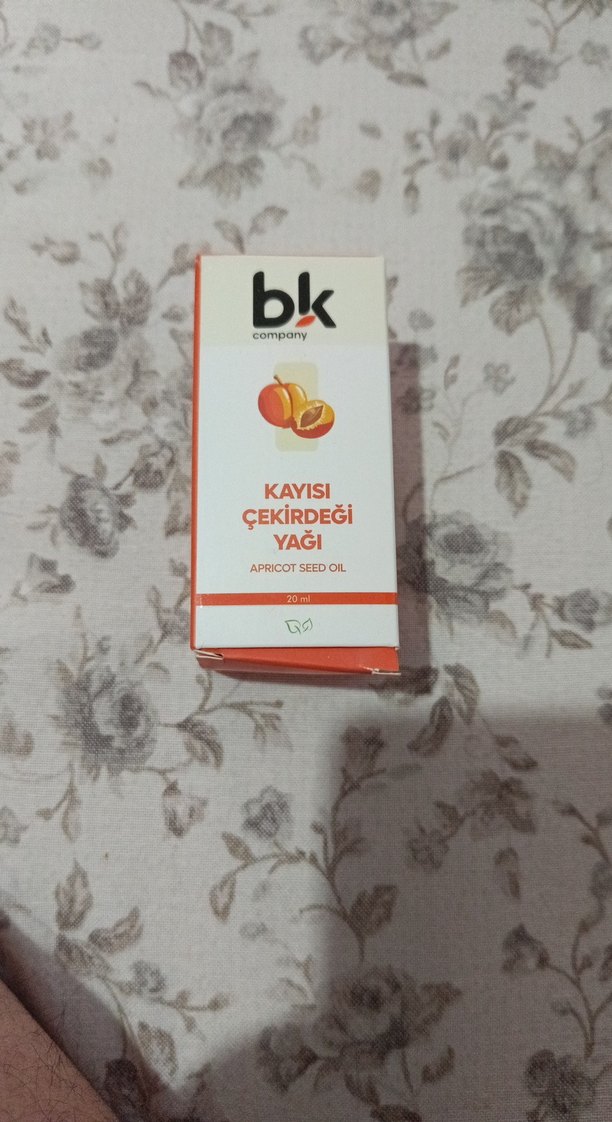 bk
company
KAYISI
ÇEKİRDEĞİ
YAĞI
APRICOT SEED OIL
20 ml